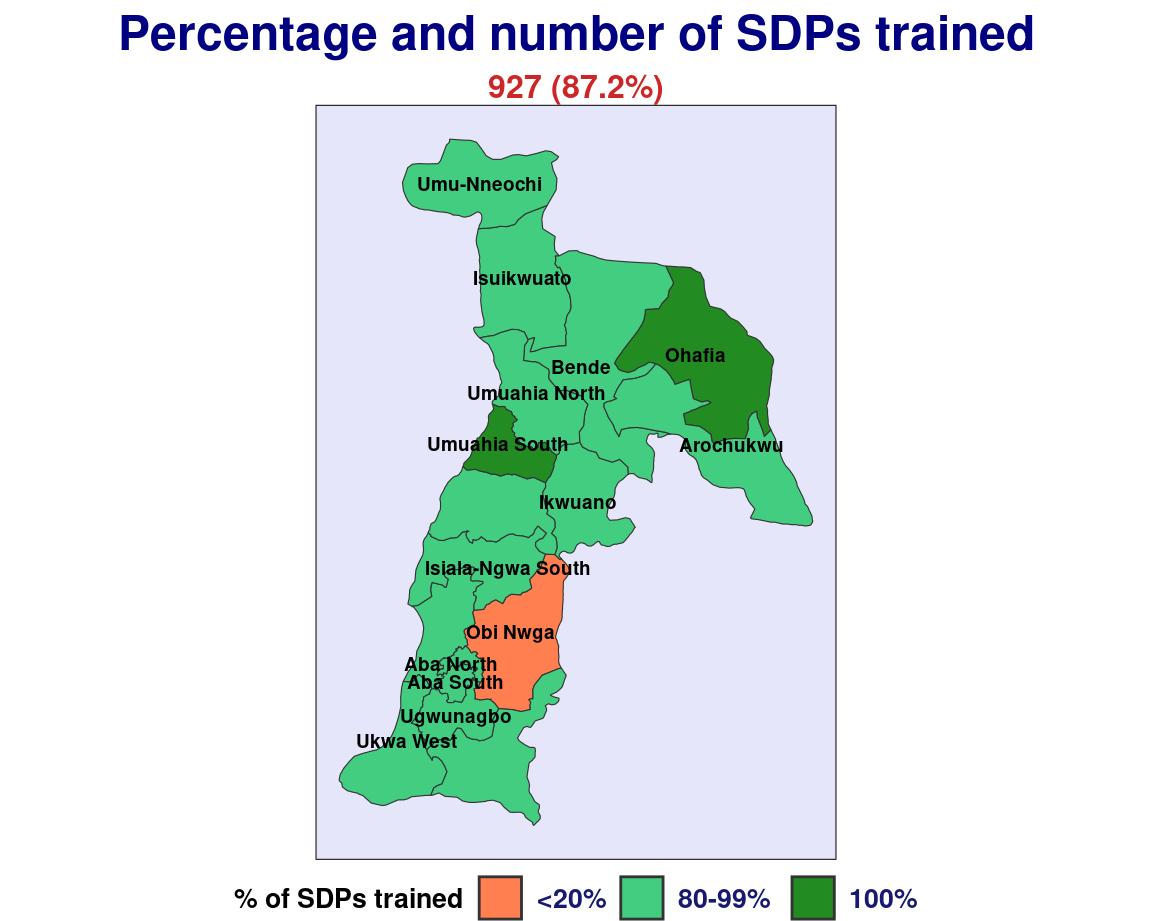 Percentage and number of SDPs trained
927 (87.2%)
Umu-Nneochi
Isuikwuato
Ohafia
Bende
Umuahia North
Umuahia South
Arochukwu
Ikwuano
Isiala-Ngwa South
Obi Nwga
Aba North
Aba South
Ugwunagbo
Ukwa West
% of SDPs trained <20% 80-99% 100%